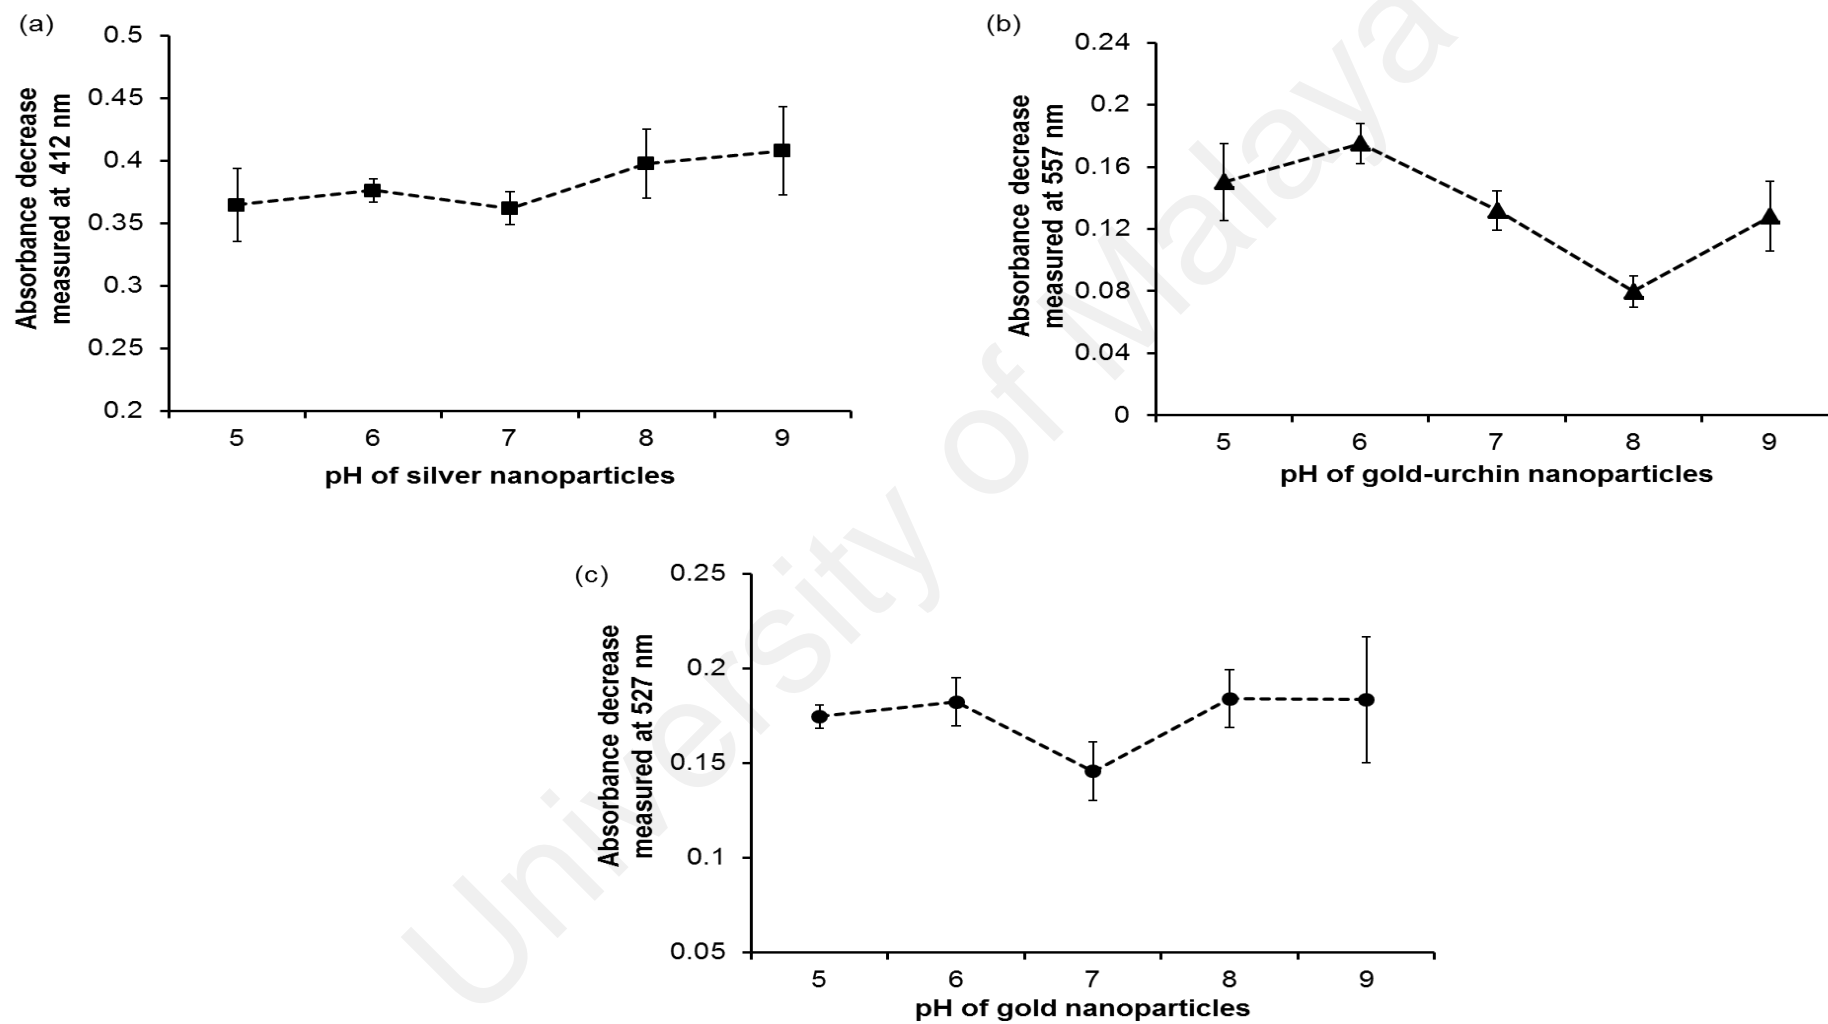 (a)
0.5
0.45
0.4
0.35
0.3
0.25
0.2
Absorbance decrease
measured at 412 nm
5 6 7 8 9
pH of silver nanoparticles
(b)
0.24
0.2
0.16
0.12
0.08
0.04
0
Absorbance decrease
measured at 557 nm
5 6 7 8 9
pH of gold-urchin nanoparticles
(c)
0.25
0.2
0.15
0.1
0.05
Absorbance decrease
measured at 527 nm
5 6 7 8 9
pH of gold nanoparticles
University of Malaya